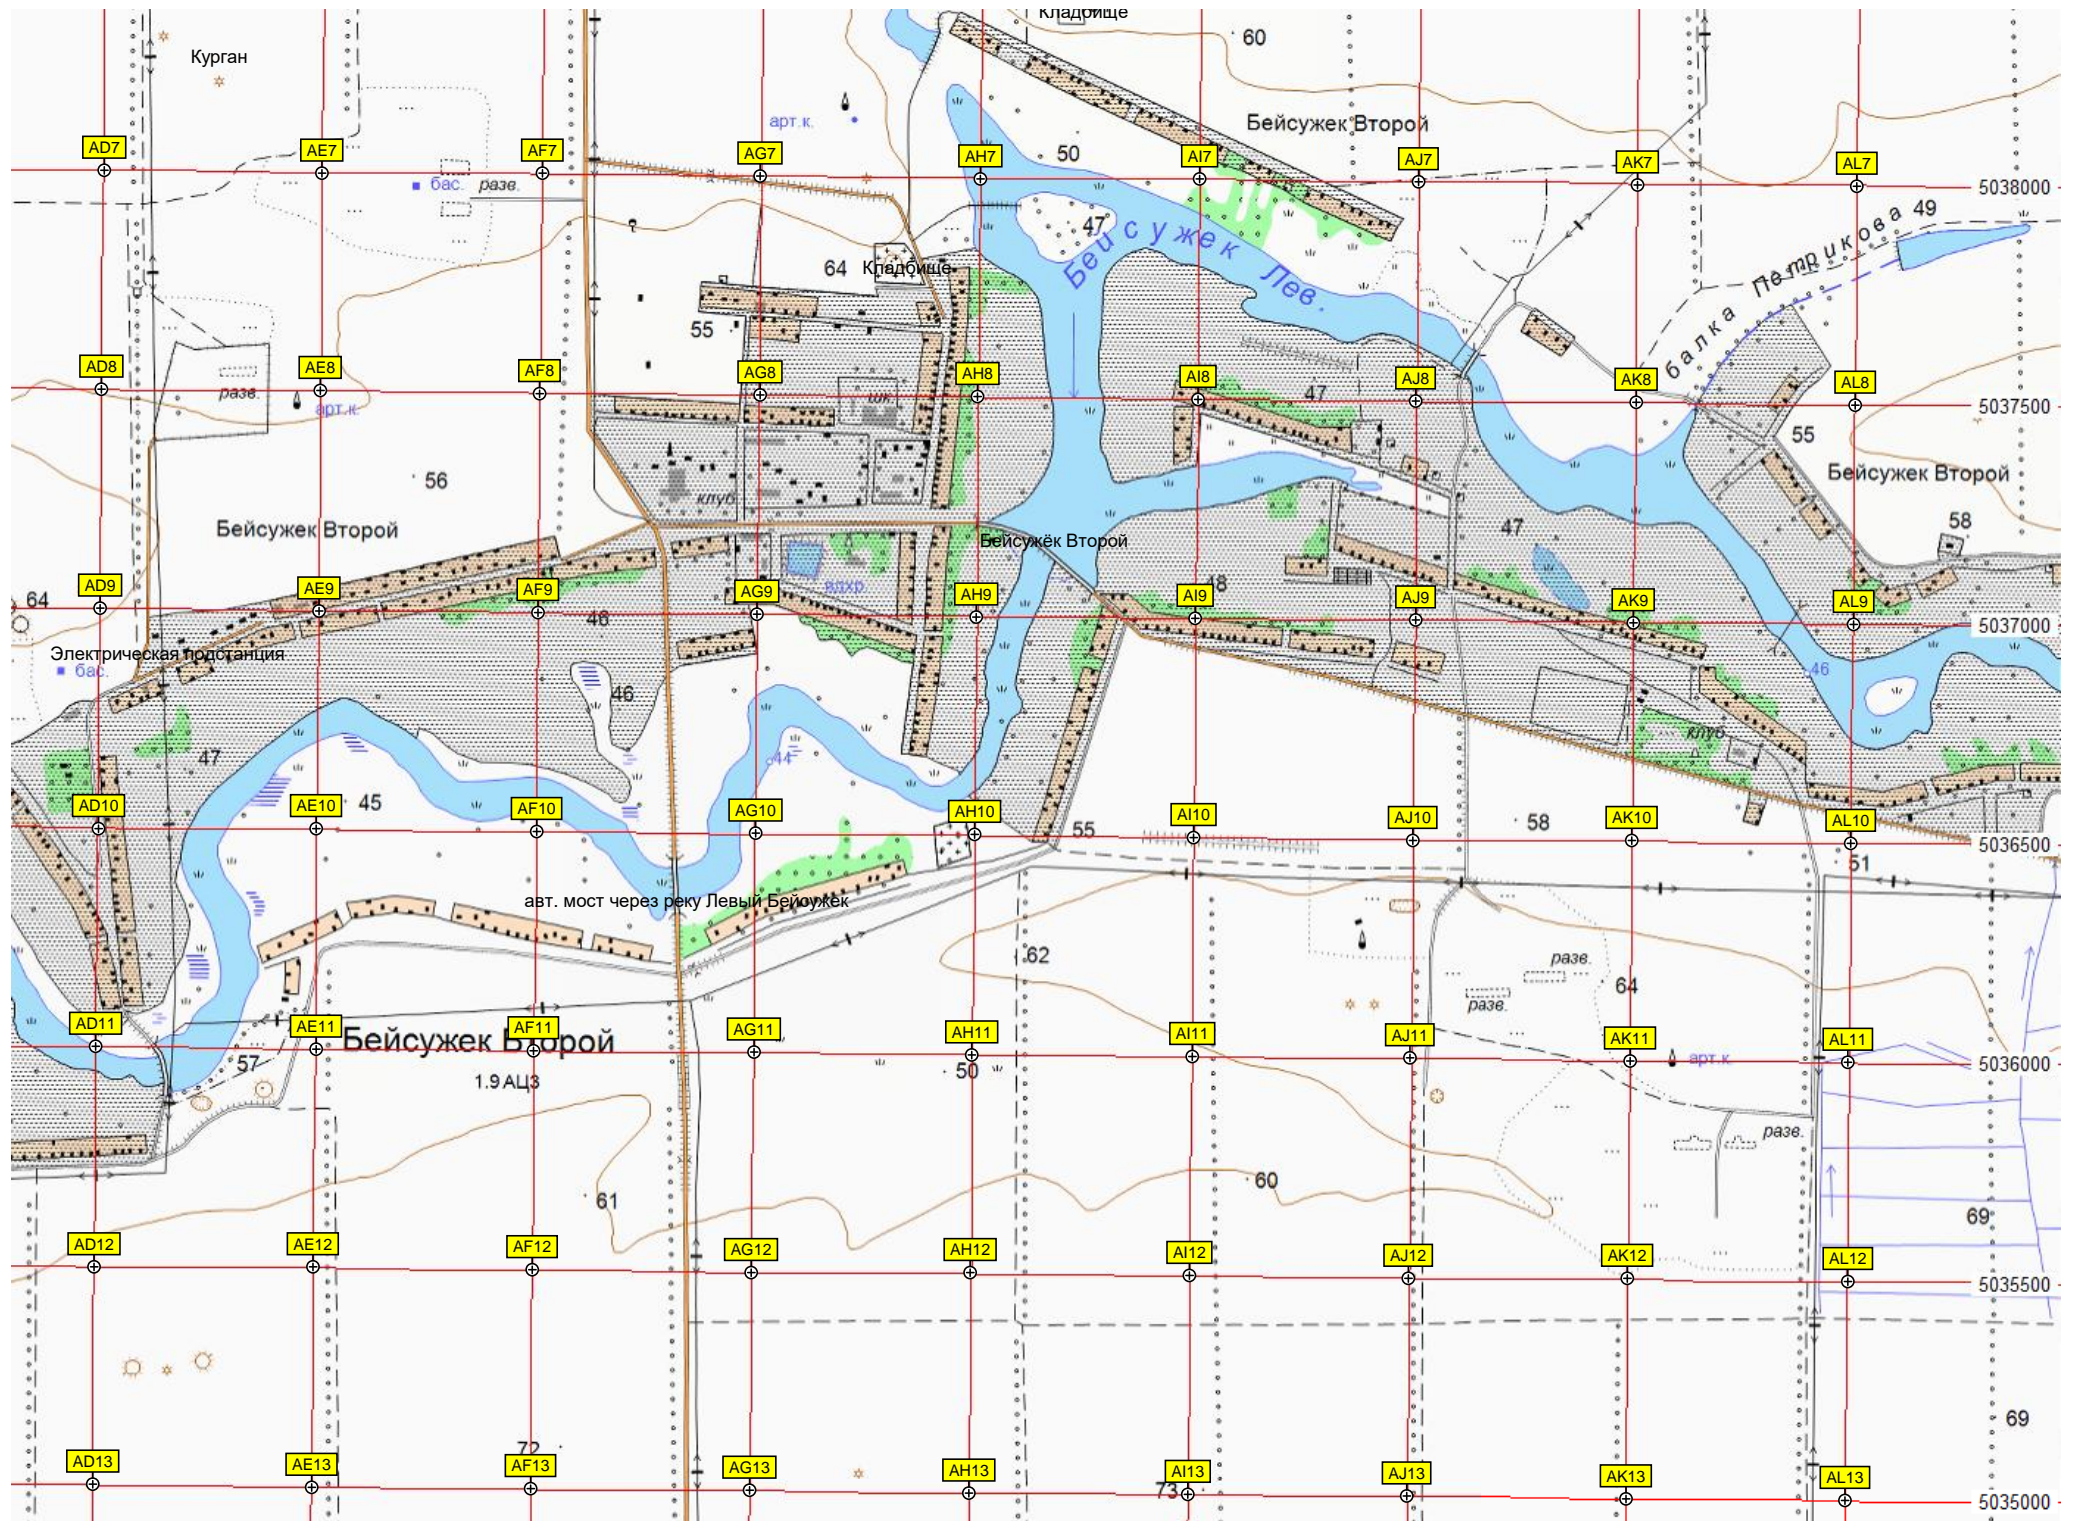 Кладбище
60
Курган
Бейсужек Второй
арт.к.
50
AD7
AE7
AF7
AG7
AH7
AI7
AJ7
AK7
AL7
бас.
разв.
5038000
47
49
Бейсужек Лев.
балка Петрикова
64
Кладбище
55
AD8
AE8
AF8
AG8
AH8
AI8
AJ8
AK8
AL8
разв.
арт.к.
шк.
47
5037500
55
56
клуб
Бейсужек Второй
Бейсужек Второй
47
58
Бейсужёк Второй
вдхр.
48
64
AD9
AE9
AF9
AG9
AH9
AI9
AJ9
AK9
AL9
48
5037000
Электрическая подстанция
бас.
46
46
47
44
клуб
AD10
AE10
AF10
AG10
AH10
AI10
AJ10
AK10
AL10
45
55
58
5036500
51
авт. мост через реку Левый Бейсужек
62
разв.
64
разв.
AD11
AE11
AF11
AG11
AH11
AI11
AJ11
AK11
AL11
Бейсужек Второй
57
арт.к.
5036000
1.9 АЦЗ
50
разв.
61
60
69
AD12
AE12
AF12
AG12
AH12
AI12
AJ12
AK12
AL12
5035500
69
72
AD13
AE13
AF13
AG13
AH13
AI13
AJ13
AK13
AL13
73
5035000